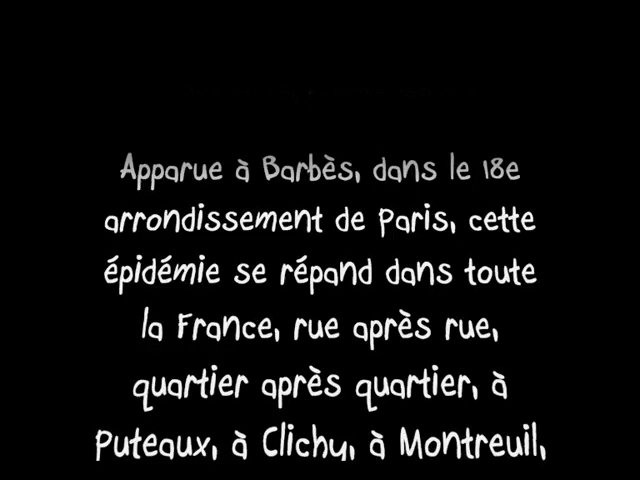 Apparue à Barbès, dans le 18e
arrondissement de Paris, cette
épidémie se répand dans toute
la France, rue après rue,
quartier après quartier, à
Puteaux, à Clichy, à Montreuil,